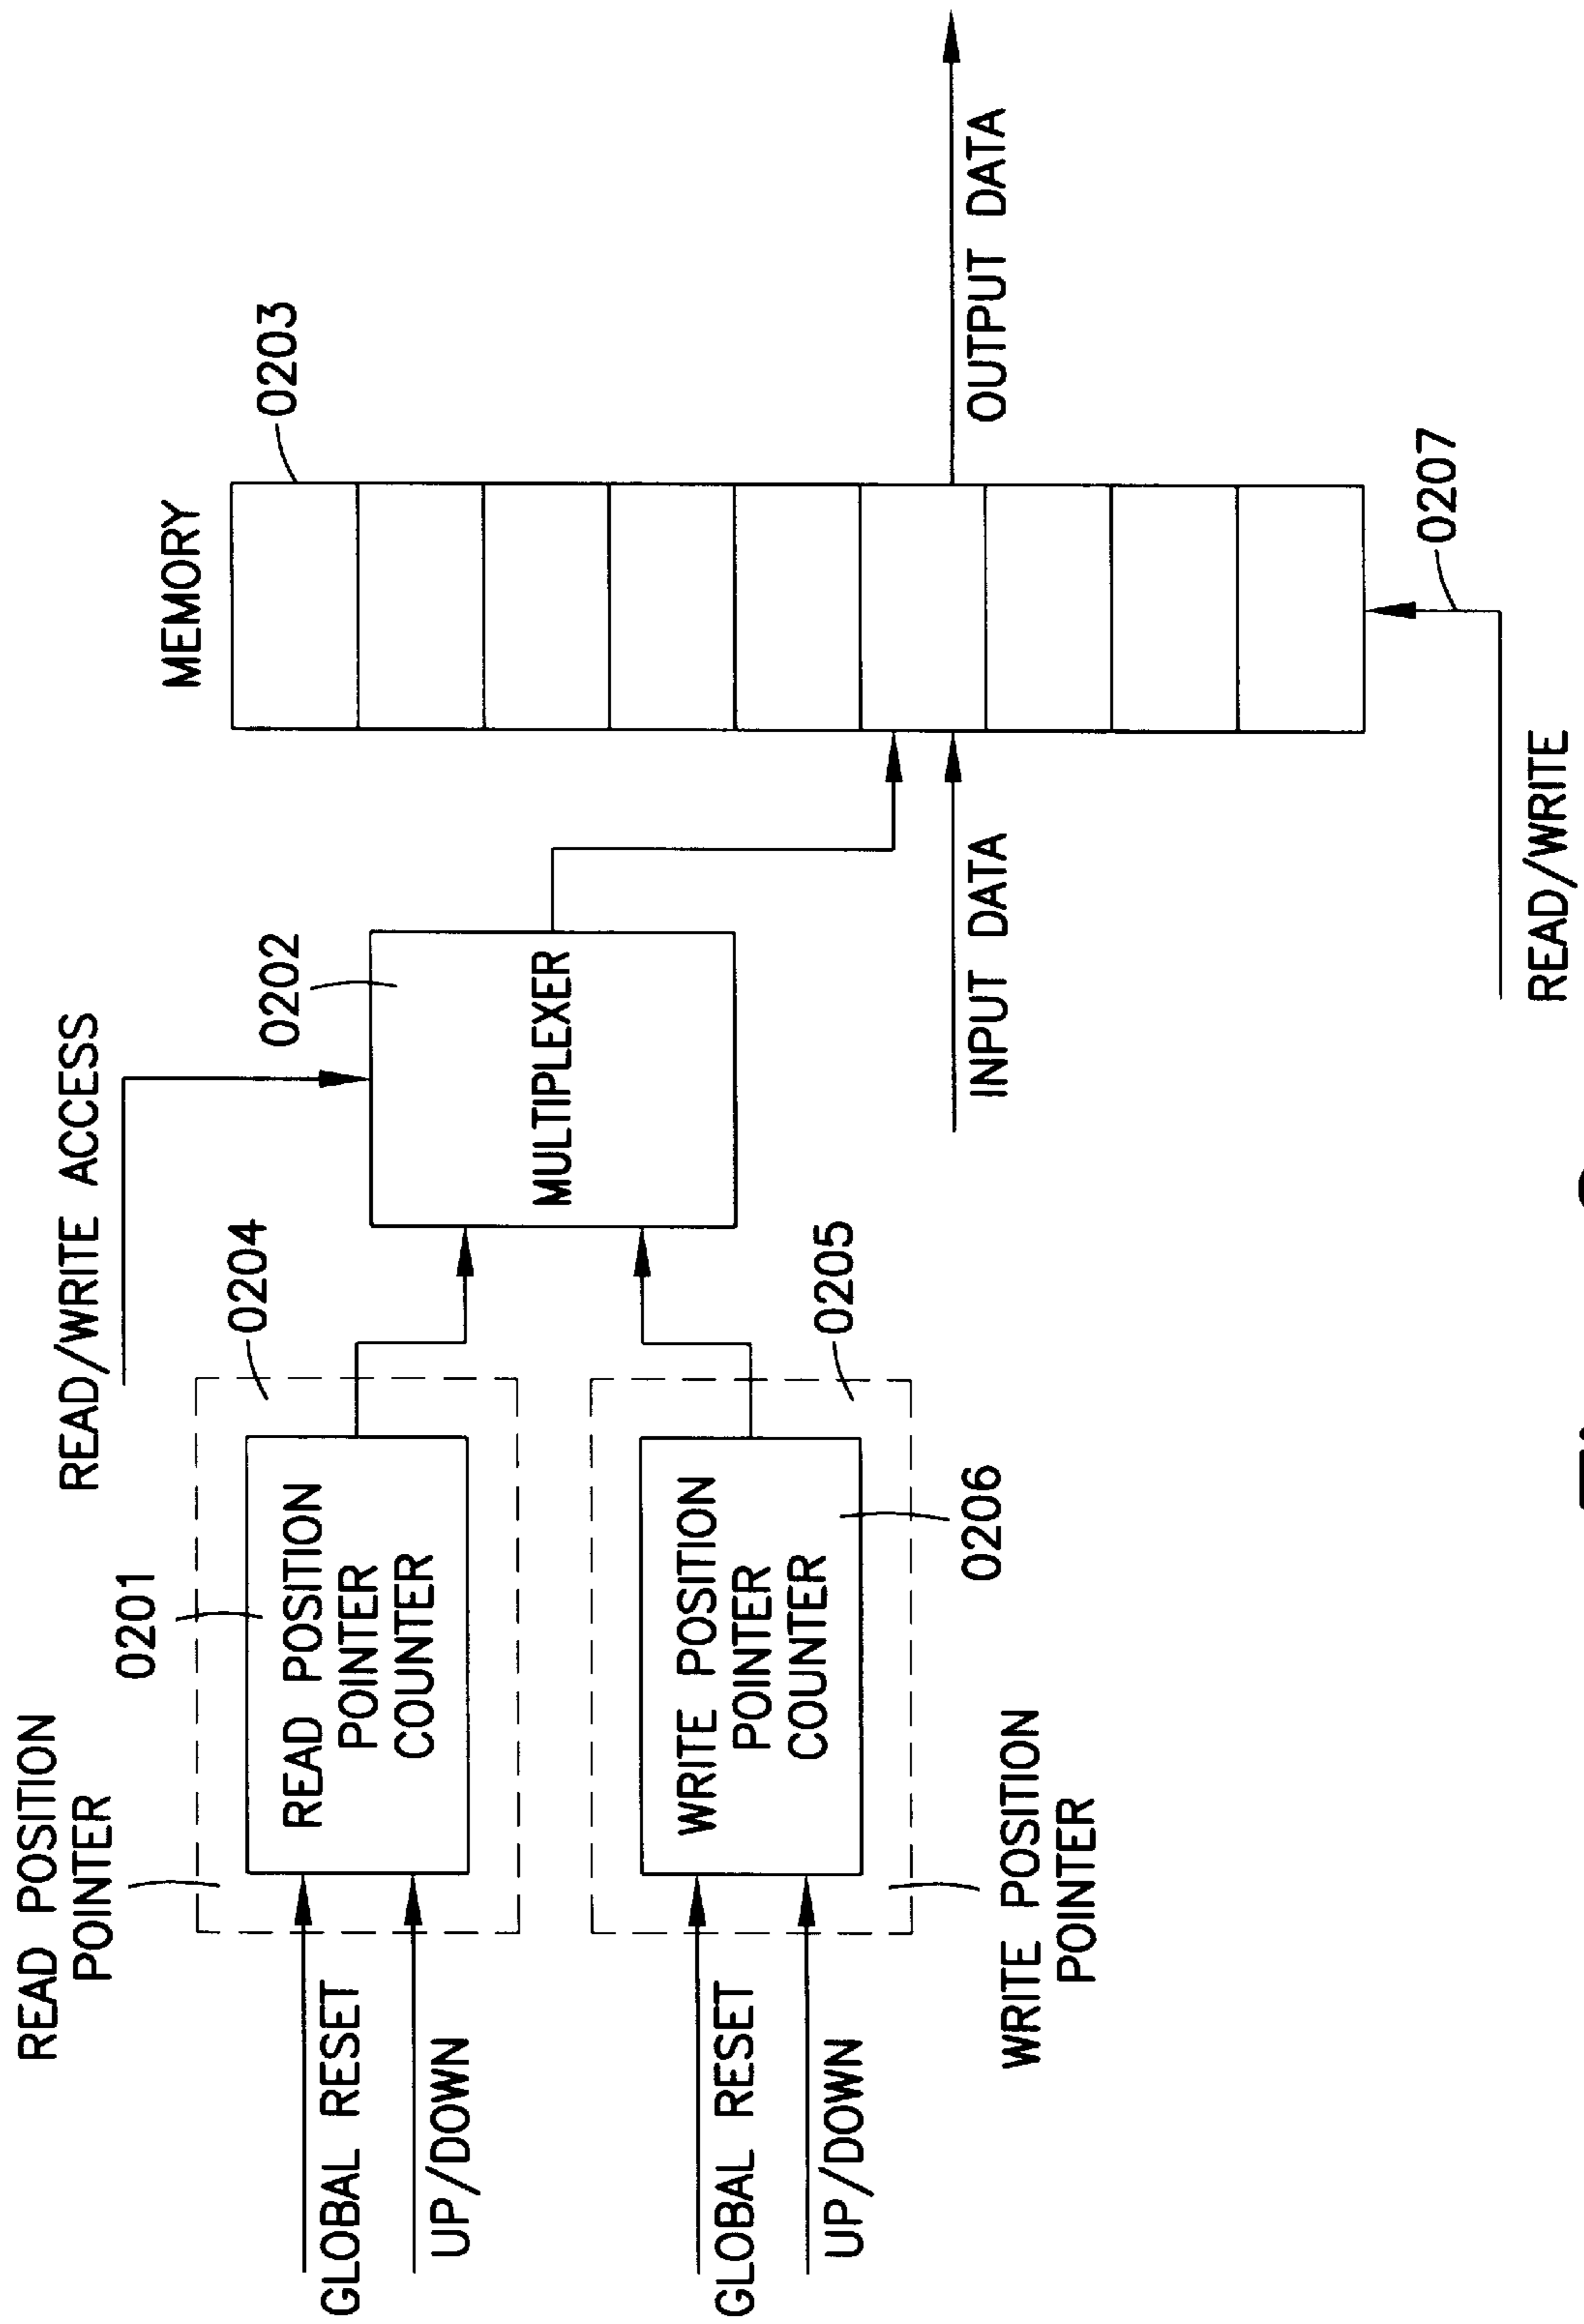 READ POSITION
POINTER
0201
READ/WRITE ACCESS
0204
0202
MEMORY
0203
GLOBAL RESET
UP/DOWN
READ POSITION
POINTER
COUNTER
MULTIPLEXER
GLOBAL RESET
UP/DOWN
WRITE POSITION
POINTER
COUNTER
0205
0206
INPUT DATA
OUTPUT DATA
WRITE POSITION
POINTER
0207
READ/WRITE